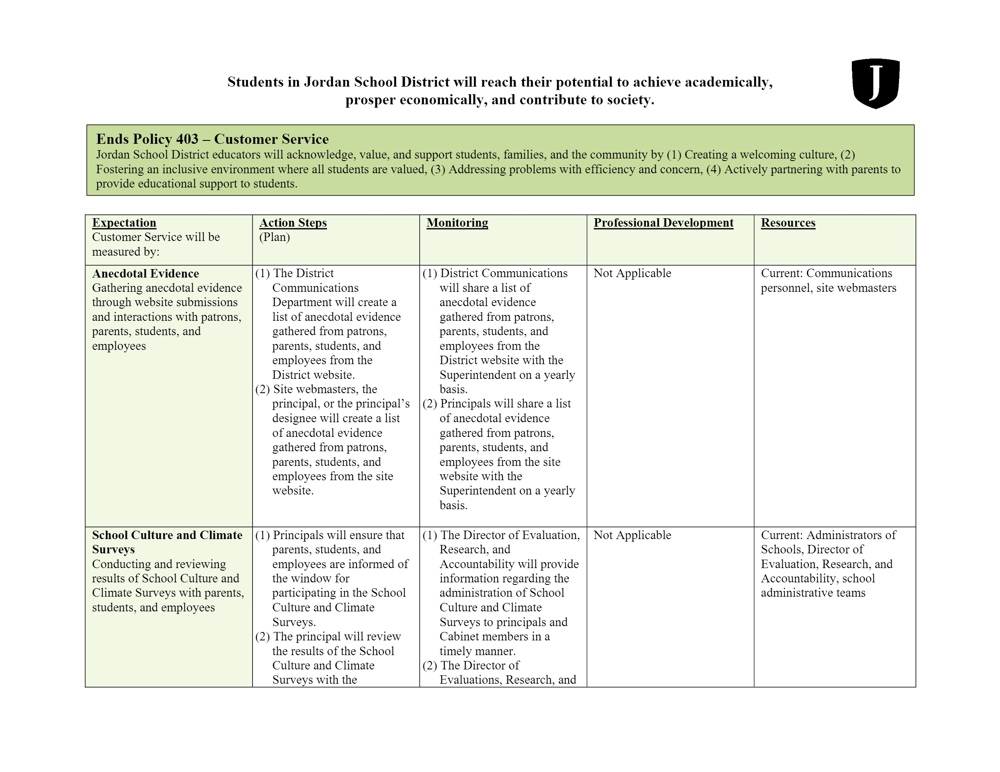 Students in Jordan School District will reach their potential to achieve academically,
prosper economically, and contribute to society.
J
Ends Policy 403 – Customer Service
Jordan School District educators will acknowledge, value, and support students, families, and the community by (1) Creating a welcoming culture, (2)
Fostering an inclusive environment where all students are valued, (3) Addressing problems with efficiency and concern, (4) Actively partnering with parents to
provide educational support to students.
Expectation
Customer Service will be
measured by:
Action Steps
(Plan)
Monitoring
Professional Development
Resources
Anecdotal Evidence
Gathering anecdotal evidence
through website submissions
and interactions with patrons,
parents, students, and
employees
(1) The District
Communications
Department will create a
list of anecdotal evidence
gathered from patrons,
parents, students, and
employees from the
District website.
(2) Site webmasters, the
principal, or the principal’s
designee will create a list
of anecdotal evidence
gathered from patrons,
parents, students, and
employees from the site
website.
(1) District Communications
will share a list of
anecdotal evidence
gathered from patrons,
parents, students, and
employees from the
District website with the
Superintendent on a yearly
basis.
(2) Principals will share a list
of anecdotal evidence
gathered from patrons,
parents, students, and
employees from the site
website with the
Superintendent on a yearly
basis.
Not Applicable
Current: Communications
personnel, site webmasters
School Culture and Climate
Surveys
Conducting and reviewing
results of School Culture and
Climate Surveys with parents,
students, and employees
(1) Principals will ensure that
parents, students, and
employees are informed of
the window for
participating in the School
Culture and Climate
Surveys.
(2) The principal will review
the results of the School
Culture and Climate
Surveys with the
(1) The Director of Evaluation,
Research, and
Accountability will provide
information regarding the
administration of School
Culture and Climate
Surveys to principals and
Cabinet members in a
timely manner.
(2) The Director of
Evaluations, Research, and
Not Applicable
Current: Administrators of
Schools, Director of
Evaluation, Research, and
Accountability, school
administrative teams